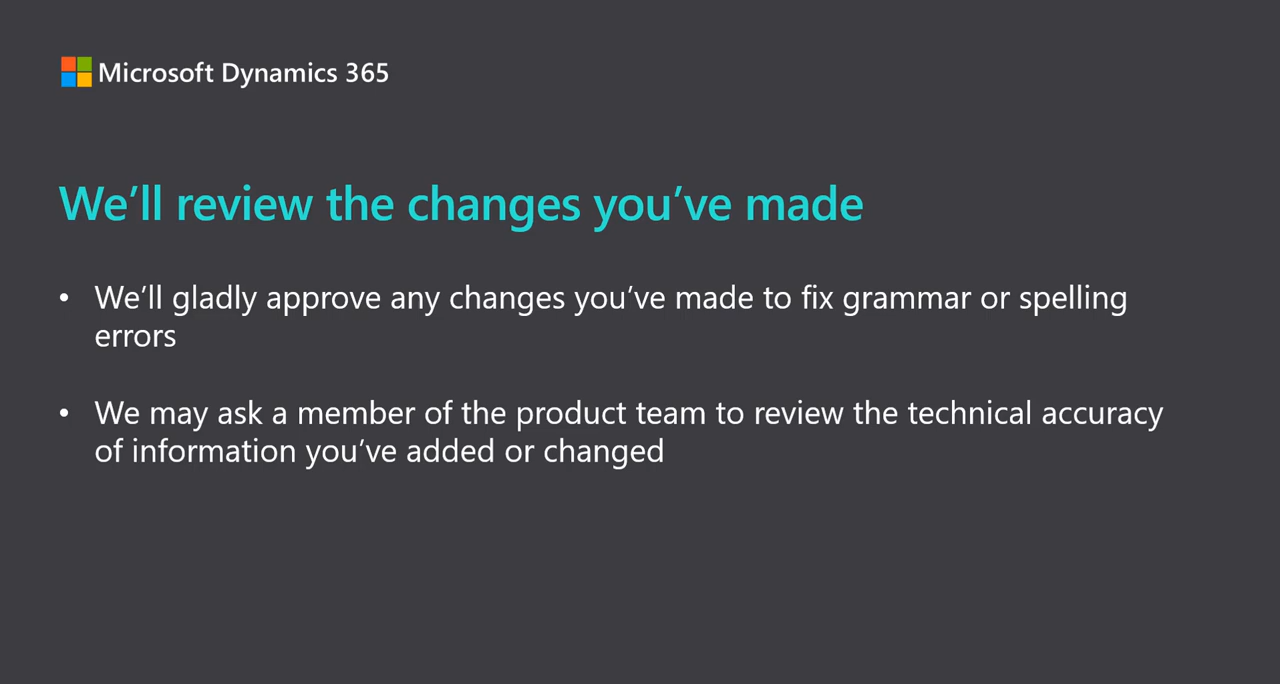 Microsoft Dynamics 365
We’ll review the changes you’ve made
• We’ll gladly approve any changes you’ve made to fix grammar or spelling
errors
• We may ask a member of the product team to review the technical accuracy
of information you’ve added or changed